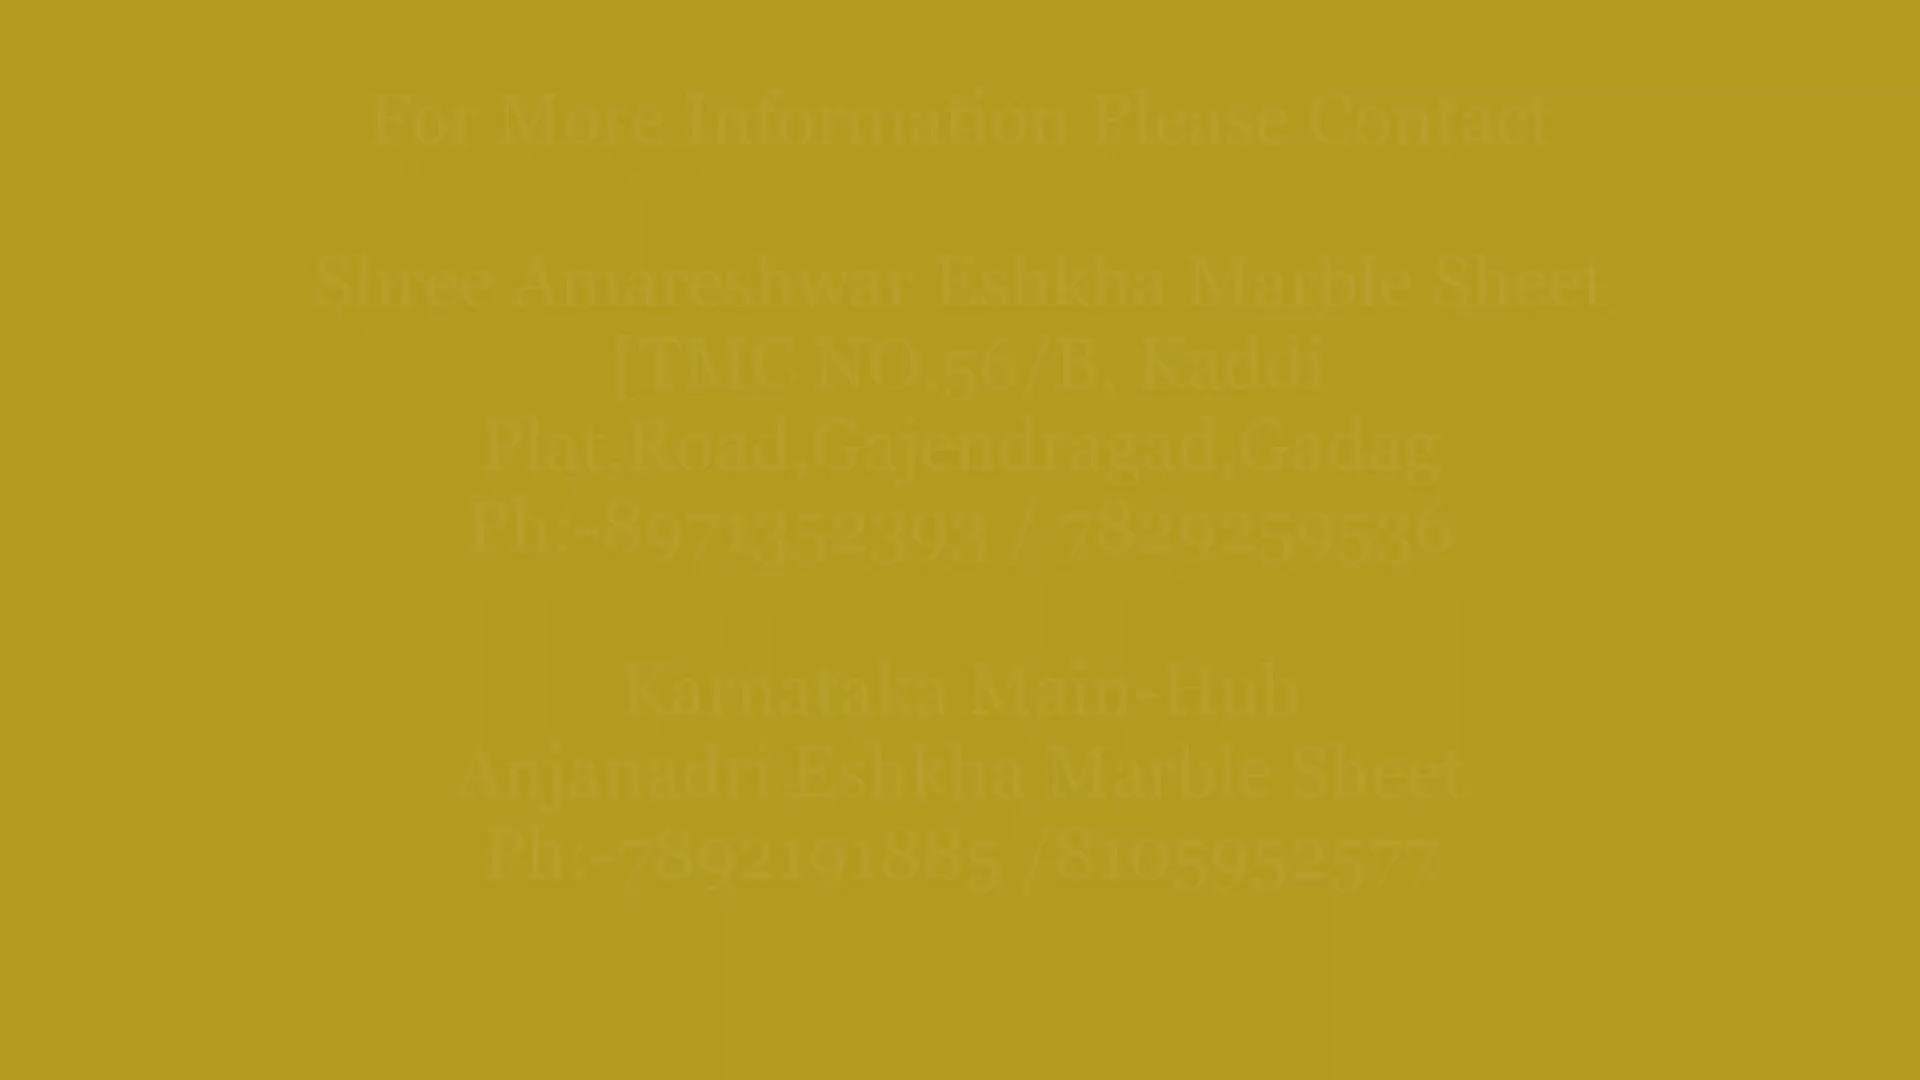 For More Information Please Contact
Shree Amareshwar Eshkha Marble Sheet
[TMC NO.56/B, Kaddi
Plat,Road,Gajendragad,Gadag
Ph:-8971352393 / 7829259536
Karnataka Main-Hub
Anjanadri Eshkha Marble Sheet
Ph:-7892191885 /8105952577